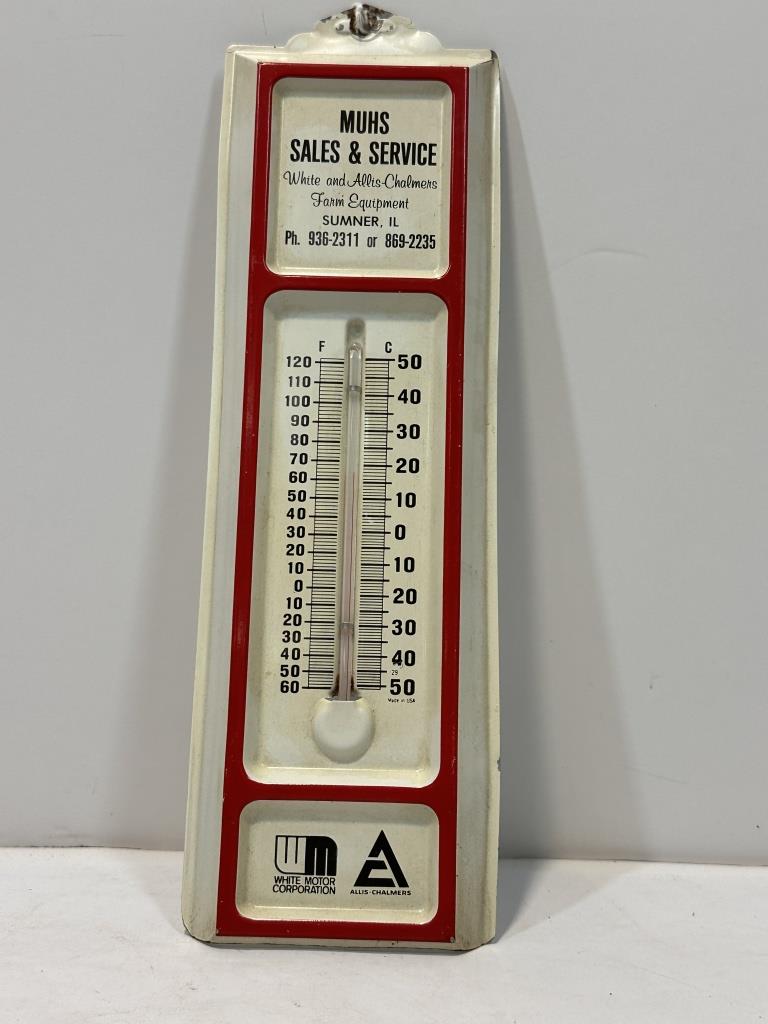 MUHS
SALES & SERVICE
White and Allis-Chalmers
Farm Equipment
SUMNER, IL
Ph. 936-2311 or 869-2235
F C
120 50
110
100 40
90
80 30
70
60 20
50 10
40
30 0
20
10 10
0
10 20
20
30 30
40 40
50 29
60 50
Made in USA
WM
WHITE MOTOR
CORPORATION
A
ALLIS-CHALMERS